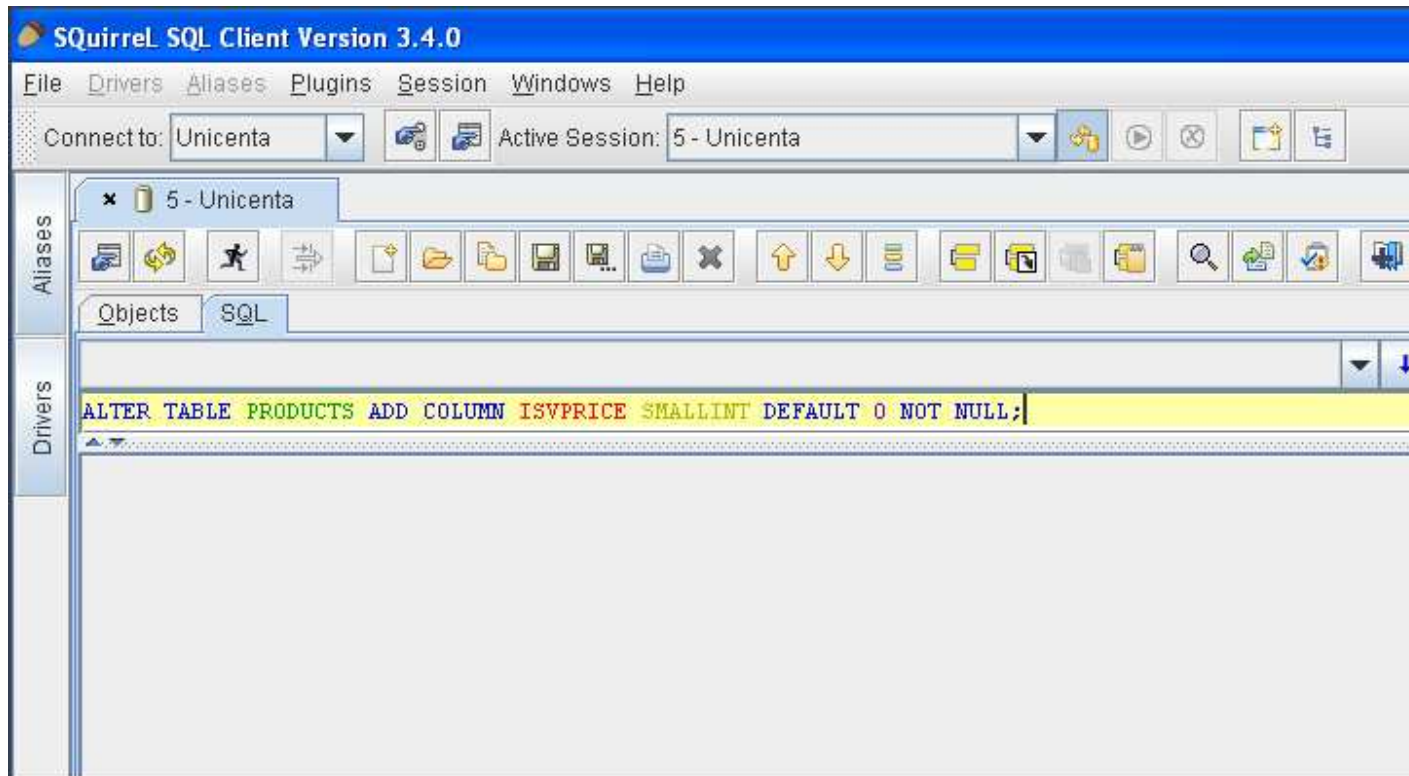 SQuirreL SQL Client Version 3.4.0
File Drivers Aliases Plugins Session Windows Help
Connect to: Unicenta Active Session: 5 - Unicenta
Aliases
Drivers
5 - Unicenta
Objects SQL
ALTER TABLE PRODUCTS ADD COLUMN ISVPRICE SMALLINT DEFAULT 0 NOT NULL;